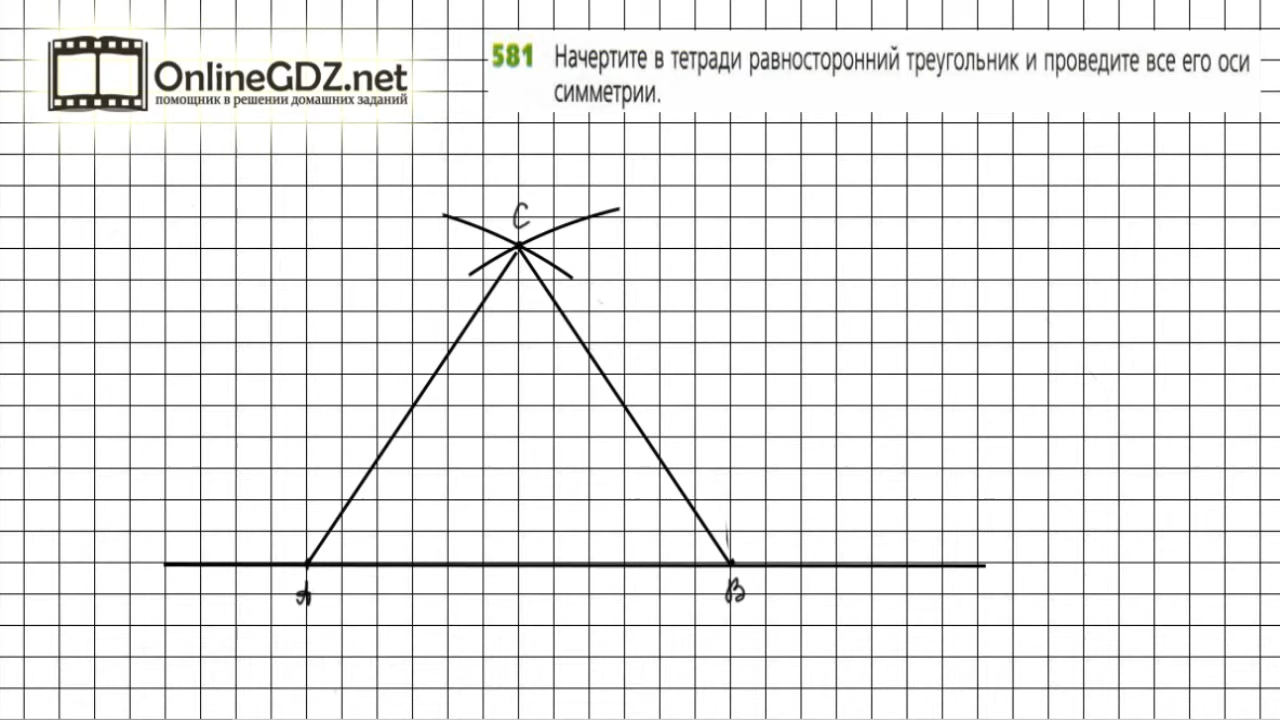 OnlineGDZ.net
помощник в решении домашних заданий
581 Начертите в тетради равносторонний треугольник и проведите все его оси
симметрии.
C
A
B